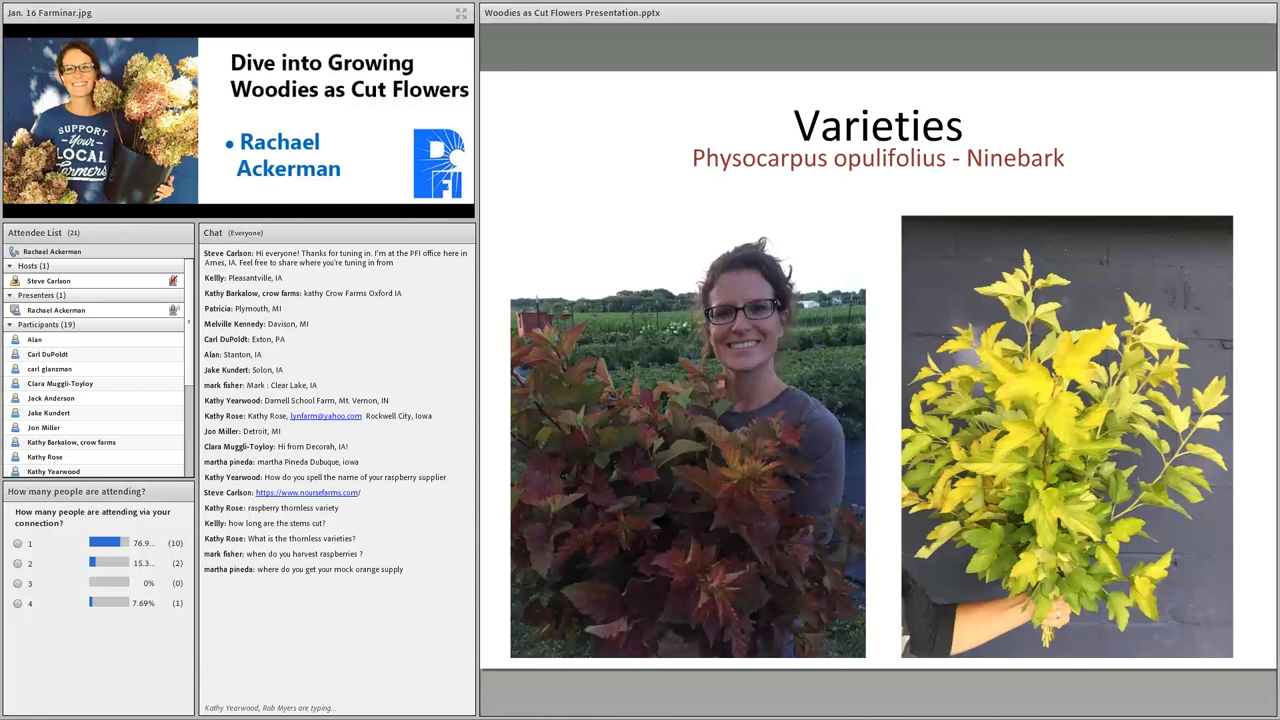 Jan. 16 Farminar.jpg
Dive into Growing
Woodies as Cut Flowers
• Rachael
Ackerman
SUPPORT
Your
LOCAL
Farmers
PFI
Attendee List (21)
Rachael Ackerman
Hosts (1)
Steve Carlson
Presenters (1)
Rachael Ackerman
Participants (19)
Alan
Carl DuPoldt
carl glanzman
Clara Muggli-Toyloy
Jack Anderson
Jake Kundert
Jon Miller
Kathy Barkalow, crow farms
Kathy Rose
Kathy Yearwood
How many people are attending?
How many people are attending via your
connection?
1 76.9... (10)
2 15.3... (2)
3 0% (0)
4 7.69% (1)
Chat (Everyone)
Steve Carlson: Hi everyone! Thanks for tuning in. I'm at the PFI office here in
Ames, IA. Feel free to share where you're tuning in from
Kellly: Pleasantville, IA
Kathy Barkalow, crow farms: kathy Crow Farms Oxford IA
Patricia: Plymouth, MI
Melville Kennedy: Davison, MI
Carl DuPoldt: Exton, PA
Alan: Stanton, IA
Jake Kundert: Solon, IA
mark fisher: Mark : Clear Lake, IA
Kathy Yearwood: Darnell School Farm, Mt. Vernon, IN
Kathy Rose: Kathy Rose, lynfarm@yahoo.com Rockwell City, Iowa
Jon Miller: Detroit, MI
Clara Muggli-Toyloy: Hi from Decorah, IA!
martha pineda: martha Pineda Dubuque, iowa
Kathy Yearwood: How do you spell the name of your raspberry supplier
Steve Carlson: https://www.noursefarms.com/
Kathy Rose: raspberry thornless variety
Kellly: how long are the stems cut?
Kathy Rose: What is the thornless varieties?
mark fisher: when do you harvest raspberries ?
martha pineda: where do you get your mock orange supply
Kathy Yearwood, Rob Myers are typing...
Woodies as Cut Flowers Presentation.pptx
Varieties
Physocarpus opulifolius - Ninebark